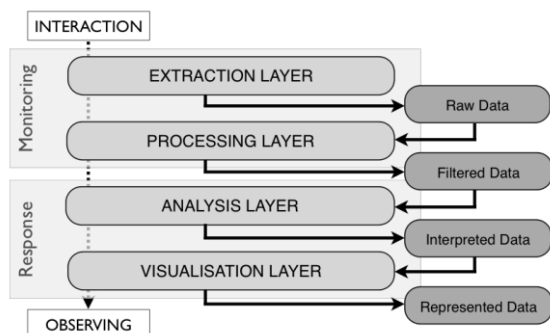 INTERACTION
Monitoring
EXTRACTION LAYER
Raw Data
PROCESSING LAYER
Filtered Data
Response
ANALYSIS LAYER
Interpreted Data
VISUALISATION LAYER
Represented Data
OBSERVING